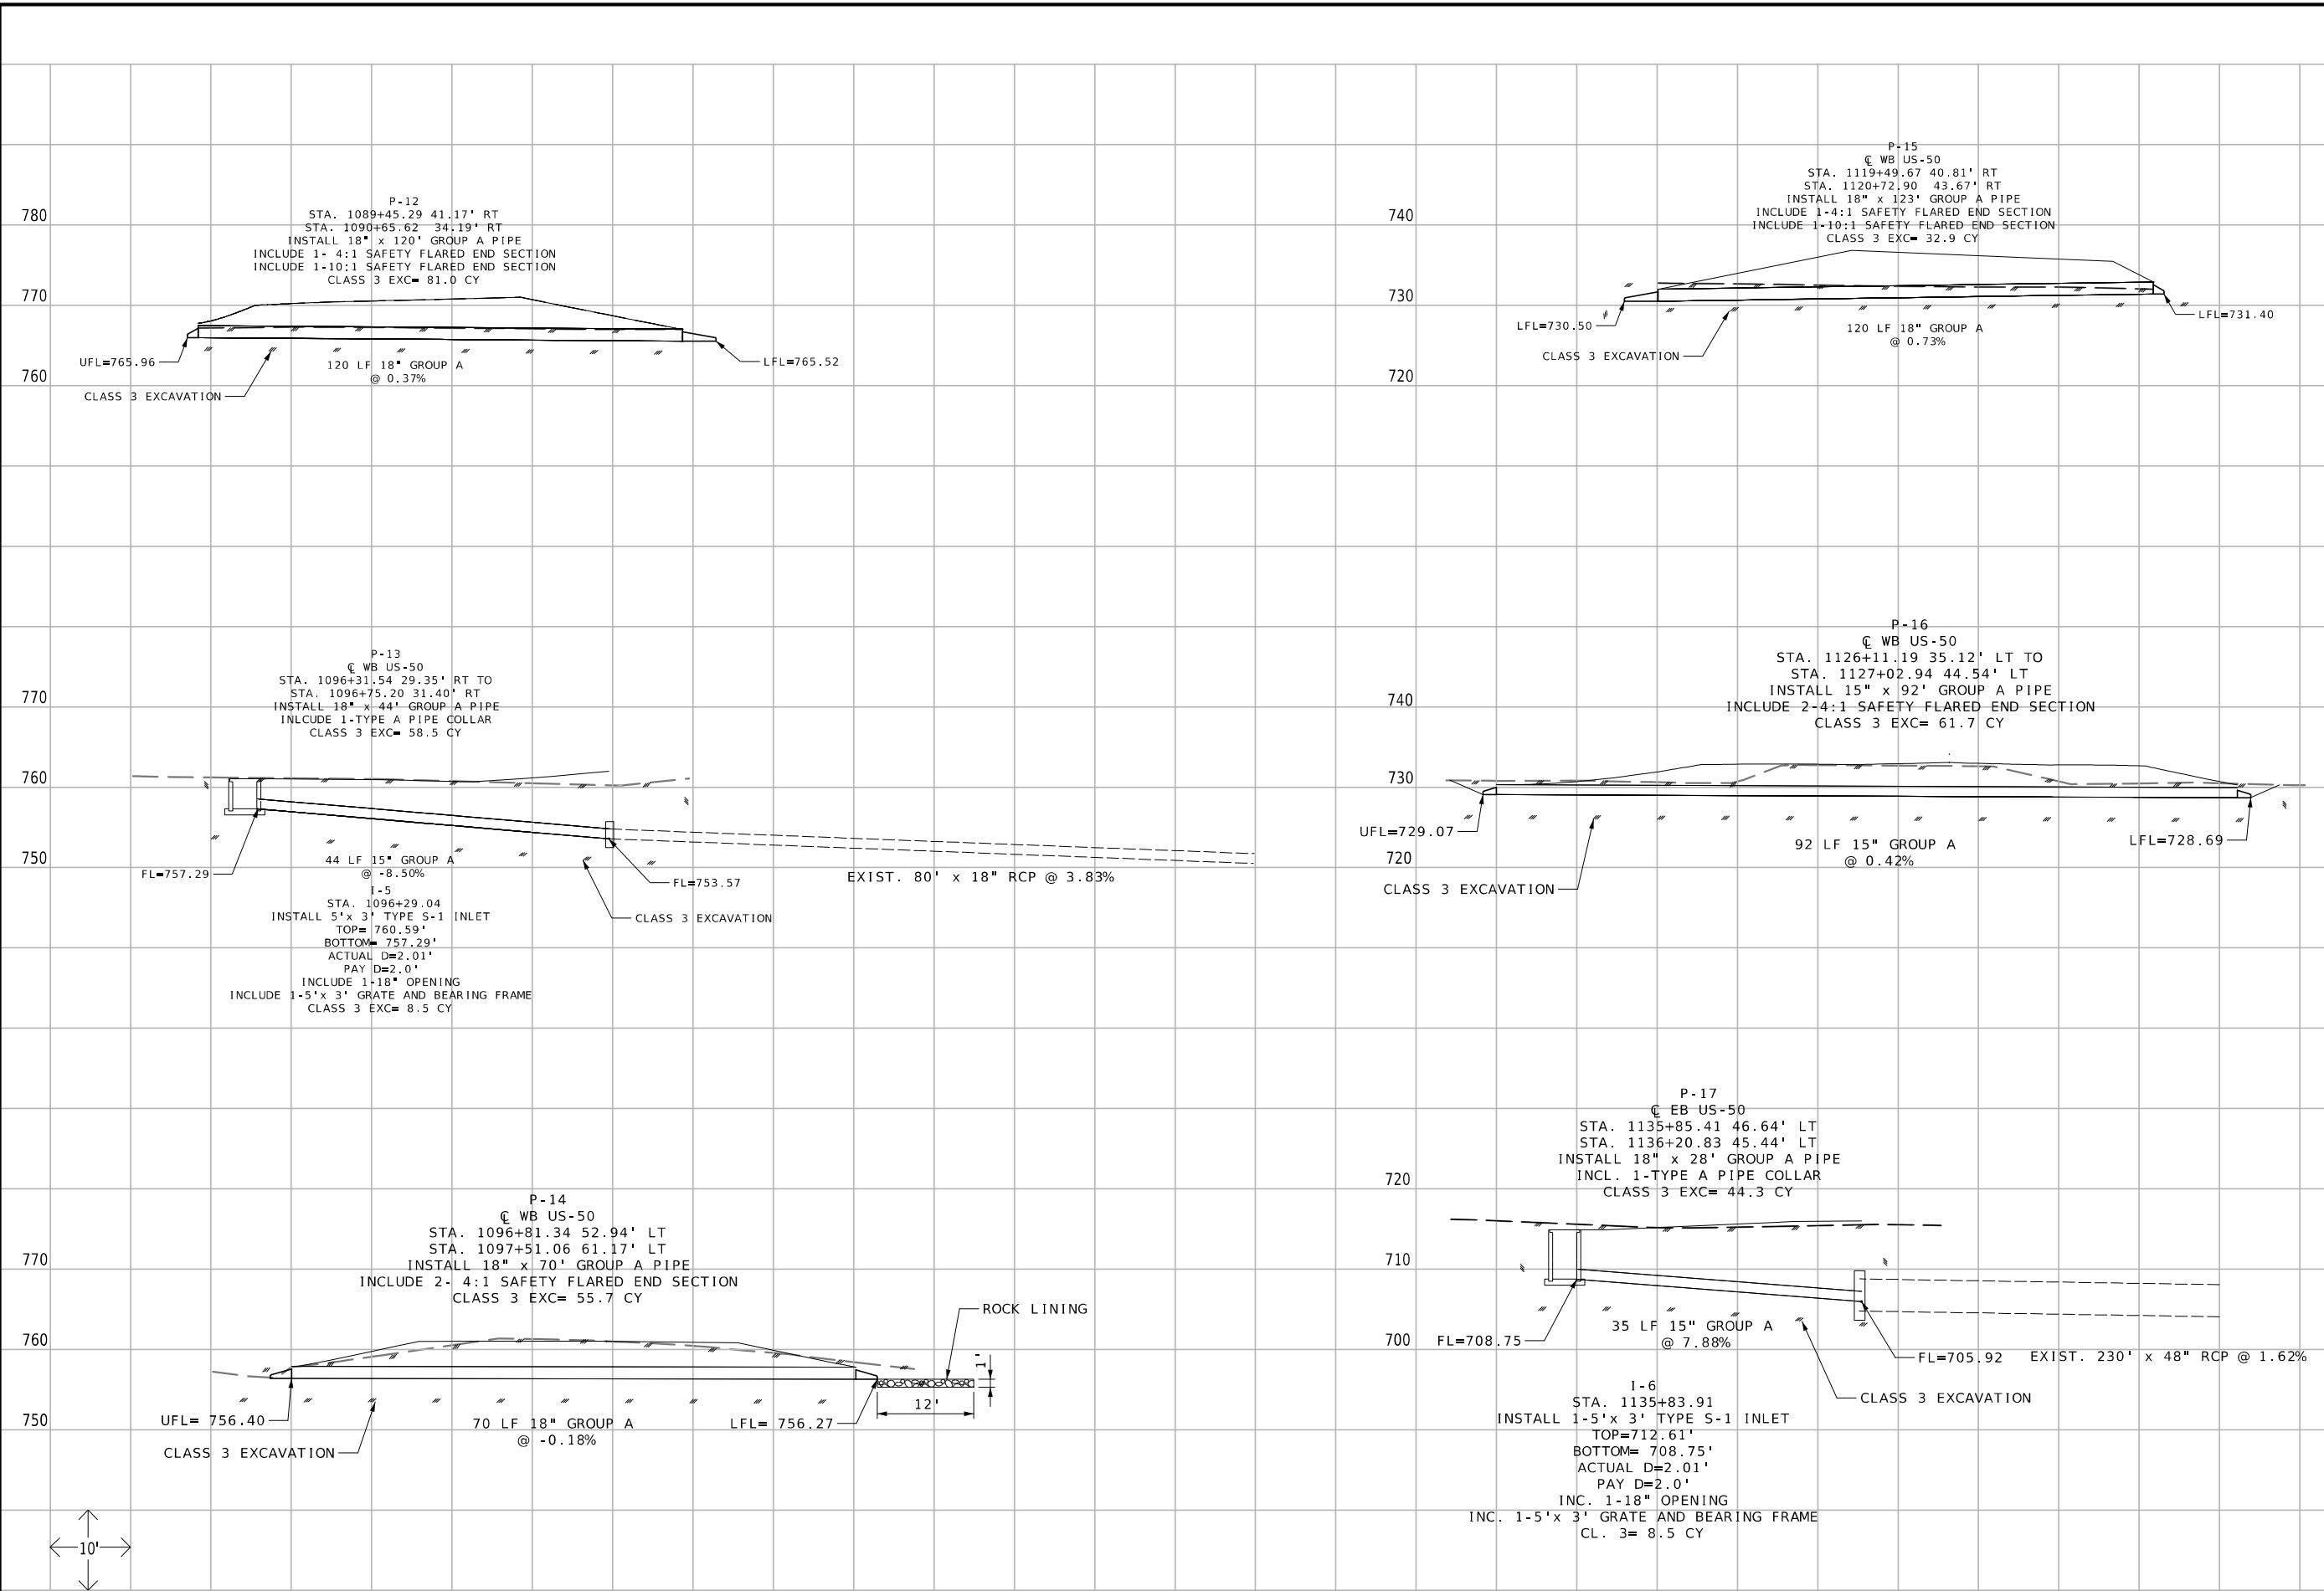 P-12
STA. 1089+45.29 41.17' RT
STA. 1090+65.62 34.19' RT
INSTALL 18" x 120' GROUP A PIPE
INCLUDE 1- 4:1 SAFETY FLARED END SECTION
INCLUDE 1-10:1 SAFETY FLARED END SECTION
CLASS 3 EXC= 81.0 CY
780
770
760
UFL=765.96
LFL=765.52
120 LF 18" GROUP A
@ 0.37%
CLASS 3 EXCAVATION
P-15
℄ WB US-50
STA. 1119+49.67 40.81' RT
STA. 1120+72.90 43.67' RT
INSTALL 18" x 123' GROUP A PIPE
INCLUDE 1-4:1 SAFETY FLARED END SECTION
INCLUDE 1-10:1 SAFETY FLARED END SECTION
CLASS 3 EXC= 32.9 CY
740
730
720
LFL=730.50
LFL=731.40
120 LF 18" GROUP A
@ 0.73%
CLASS 3 EXCAVATION
P-13
℄ WB US-50
STA. 1096+31.54 29.35' RT TO
STA. 1096+75.20 31.40' RT
INSTALL 18" x 44' GROUP A PIPE
INLCUDE 1-TYPE A PIPE COLLAR
CLASS 3 EXC= 58.5 CY
770
760
750
44 LF 15" GROUP A
@ -8.50%
FL=757.29
FL=753.57
EXIST. 80' x 18" RCP @ 3.83%
CLASS 3 EXCAVATION
I-5
STA. 1096+29.04
INSTALL 5'x 3' TYPE S-1 INLET
TOP= 760.59'
BOTTOM= 757.29'
ACTUAL D=2.01'
PAY D=2.0'
INCLUDE 1-18" OPENING
INCLUDE 1-5'x 3' GRATE AND BEARING FRAME
CLASS 3 EXC= 8.5 CY
P-16
℄ WB US-50
STA. 1126+11.19 35.12' LT TO
STA. 1127+02.94 44.54' LT
INSTALL 15" x 92' GROUP A PIPE
INCLUDE 2-4:1 SAFETY FLARED END SECTION
CLASS 3 EXC= 61.7 CY
740
730
720
UFL=729.07
LFL=728.69
92 LF 15" GROUP A
@ 0.42%
CLASS 3 EXCAVATION
P-14
℄ WB US-50
STA. 1096+81.34 52.94' LT
STA. 1097+51.06 61.17' LT
INSTALL 18" x 70' GROUP A PIPE
INCLUDE 2- 4:1 SAFETY FLARED END SECTION
CLASS 3 EXC= 55.7 CY
770
760
750
ROCK LINING
1'
12'
UFL= 756.40
70 LF 18" GROUP A
@ -0.18%
LFL= 756.27
CLASS 3 EXCAVATION
10'
P-17
℄ EB US-50
STA. 1135+85.41 46.64' LT
STA. 1136+20.83 45.44' LT
INSTALL 18" x 28' GROUP A PIPE
INCL. 1-TYPE A PIPE COLLAR
CLASS 3 EXC= 44.3 CY
720
710
700
FL=708.75
35 LF 15" GROUP A
@ 7.88%
FL=705.92
EXIST. 230' x 48" RCP @ 1.62%
CLASS 3 EXCAVATION
I-6
STA. 1135+83.91
INSTALL 1-5'x 3' TYPE S-1 INLET
TOP=712.61'
BOTTOM= 708.75'
ACTUAL D=2.01'
PAY D=2.0'
INC. 1-18" OPENING
INC. 1-5'x 3' GRATE AND BEARING FRAME
CL. 3= 8.5 CY